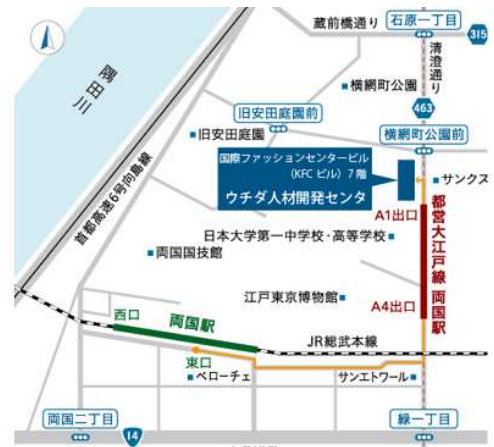 蔵前橋通り
石原一丁目
315
清澄通り
隅田川
横網町公園
463
旧安田庭園前
旧安田庭園
横網町公園前
国際ファッションセンタービル
(KFC ビル) 7 階
ウチダ人材開発センタ
サンクス
首都高速6号向島線
A1出口
都営大江戸線 両国駅
日本大学第一中学校・高等学校
両国国技館
江戸東京博物館
A4出口
西口
両国駅
JR総武本線
東口
ベローチェ
サンエトワール
両国二丁目
14
緑一丁目